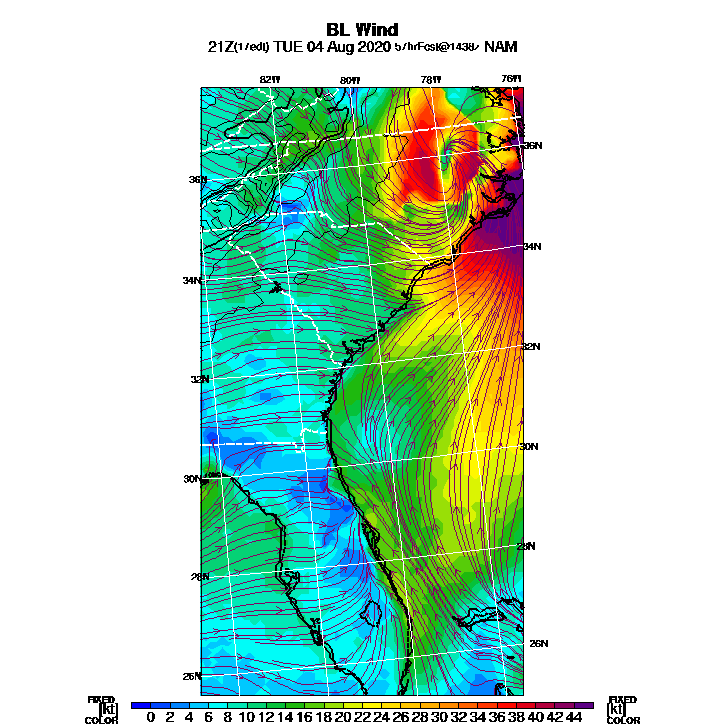 BL Wind
21Z(17edt) TUE 04 Aug 2020 57hrFcst@1438z NAM
82W 80W 78W 76W
36N
36N
34N
34N
32N
32N
30N
30N
28N
28N
26N
26N
FIXED FIXED
[kt] 0 2 4 6 8 10 12 14 16 18 20 22 24 26 28 30 32 34 36 38 40 42 44 [kt]
COLOR COLOR